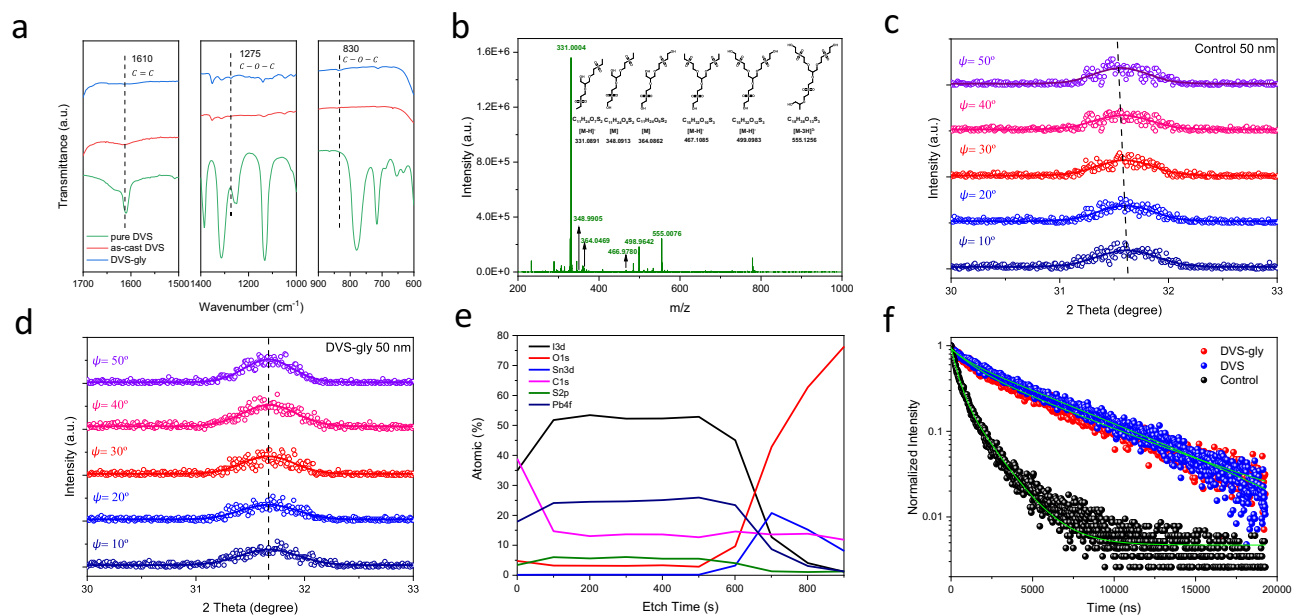 a
1610
C = C
1275
C – O – C
830
C – O – C
Transmittance (a.u.)
pure DVS
as-cast DVS
DVS-gly
1700 1600 1500
1400 1200 1000
900 800 700 600
Wavenumber (cm⁻¹)
b
1.6E+6
1.2E+6
8.0E+5
4.0E+5
0.0E+0
Intensity (a.u.)
331.0004
348.9905
364.0469
466.9780
498.9642
555.0076
[M-H]⁻ [M] [M] [M-H]⁻ [M-H]⁻ [M-3H]³⁻
331.0891 348.0913 364.0862 467.1085 499.0983 555.1256
200 400 600 800 1000
m/z
c
Control 50 nm
ψ= 50º
ψ= 40º
ψ= 30º
ψ= 20º
ψ= 10º
Intensity (a.u.)
30 31 32 33
2 Theta (degree)
d
DVS-gly 50 nm
ψ= 50º
ψ= 40º
ψ= 30º
ψ= 20º
ψ= 10º
Intensity (a.u.)
30 31 32 33
2 Theta (degree)
e
80
70
60
50
40
30
20
10
0
Atomic (%)
I3d
O1s
Sn3d
C1s
S2p
Pb4f
0 200 400 600 800
Etch Time (s)
f
1
0.1
0.01
Normalized Intensity
DVS-gly
DVS
Control
0 5000 10000 15000 20000
Time (ns)